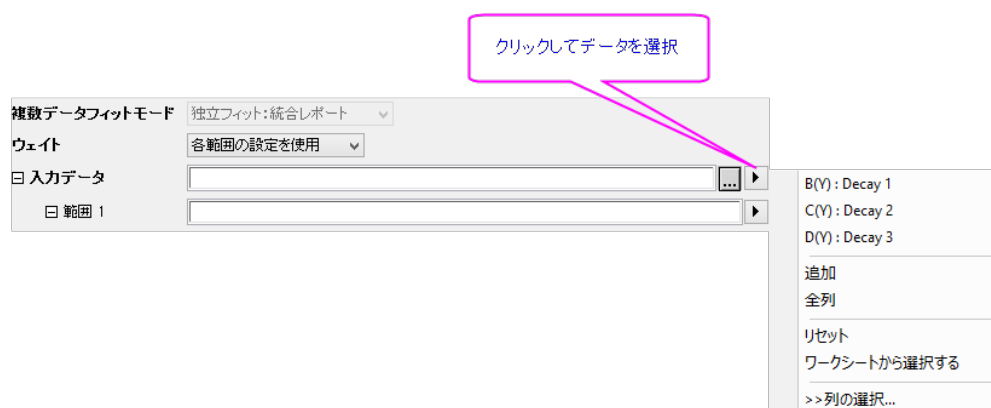 クリックしてデータを選択
複数データフィットモード 独立フィット:統合レポート
ウェイト 各範囲の設定を使用
入力データ ...
範囲 1
B(Y) : Decay 1
C(Y) : Decay 2
D(Y) : Decay 3
追加
全列
リセット
ワークシートから選択する
>>列の選択...